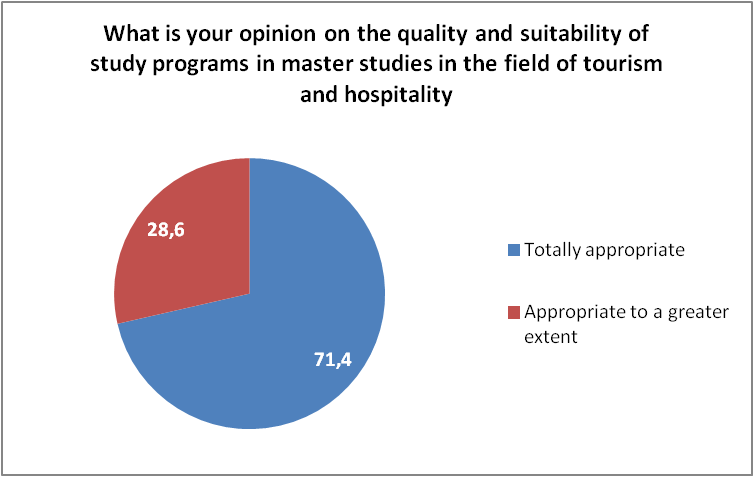 What is your opinion on the quality and suitability of
study programs in master studies in the field of tourism
and hospitality
28,6
71,4
Totally appropriate
Appropriate to a greater
extent